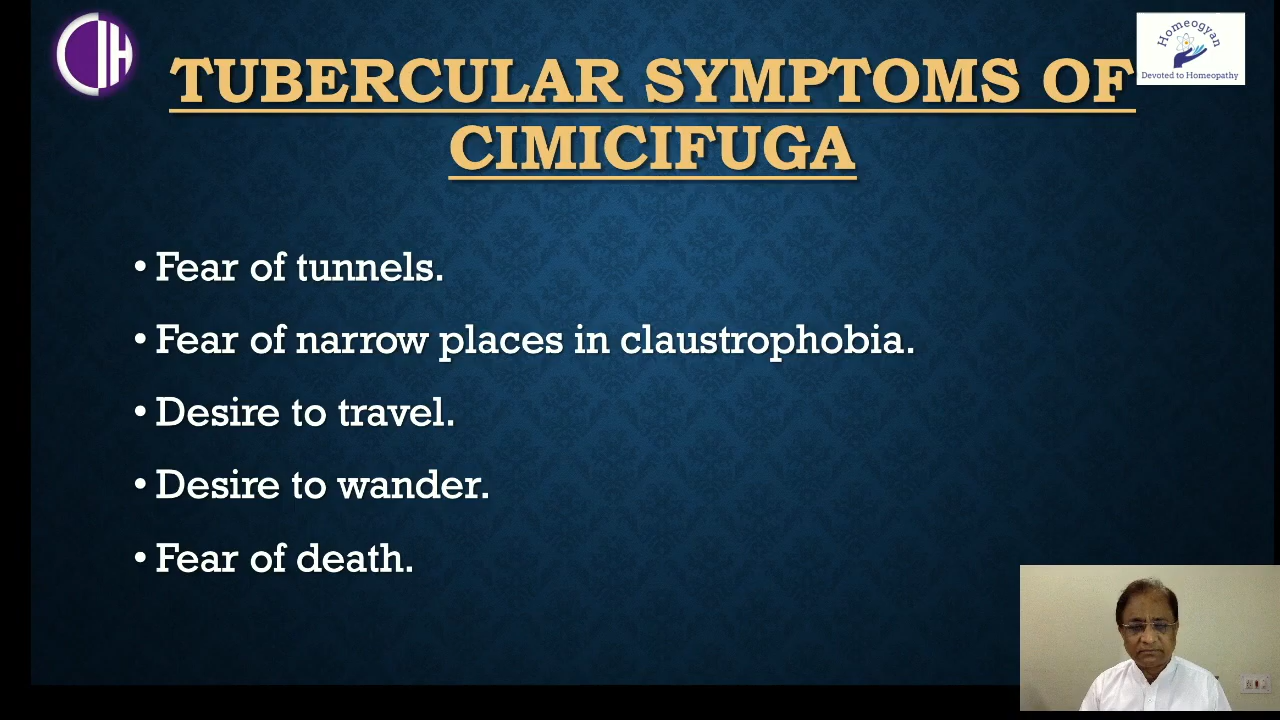 CIH
Homeogyan
Devoted to Homeopathy
TUBERCULAR SYMPTOMS OF
CIMICIFUGA
• Fear of tunnels.
• Fear of narrow places in claustrophobia.
• Desire to travel.
• Desire to wander.
• Fear of death.